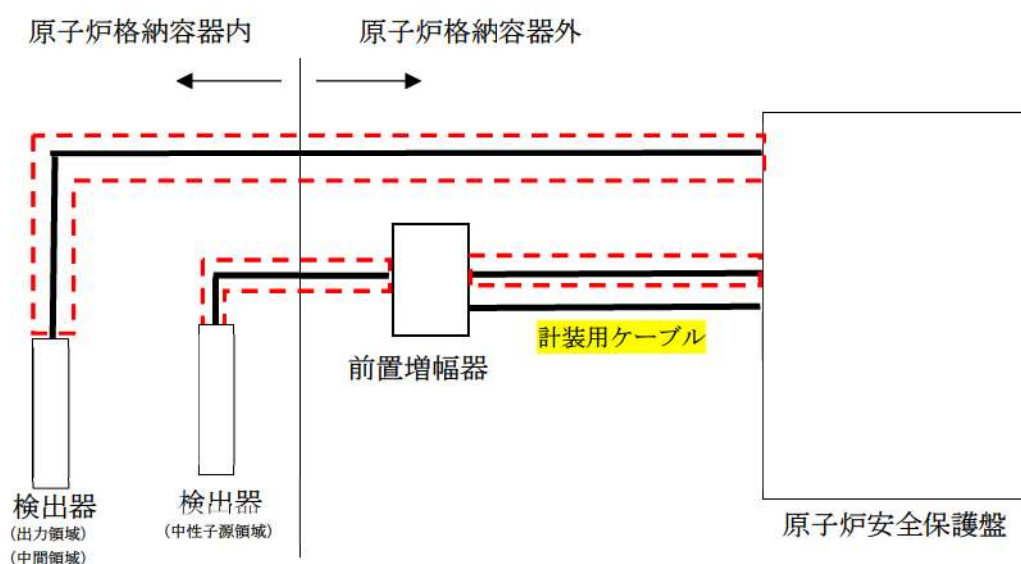 原子炉格納容器内
原子炉格納容器外
計装用ケーブル
前置増幅器
検出器
(出力領域)
(中間領域)
検出器
(中性子源領域)
原子炉安全保護盤